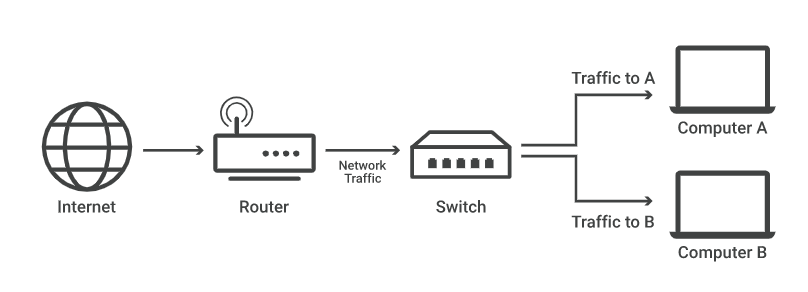 Internet
Router
Network
Traffic
Switch
Traffic to A
Computer A
Traffic to B
Computer B